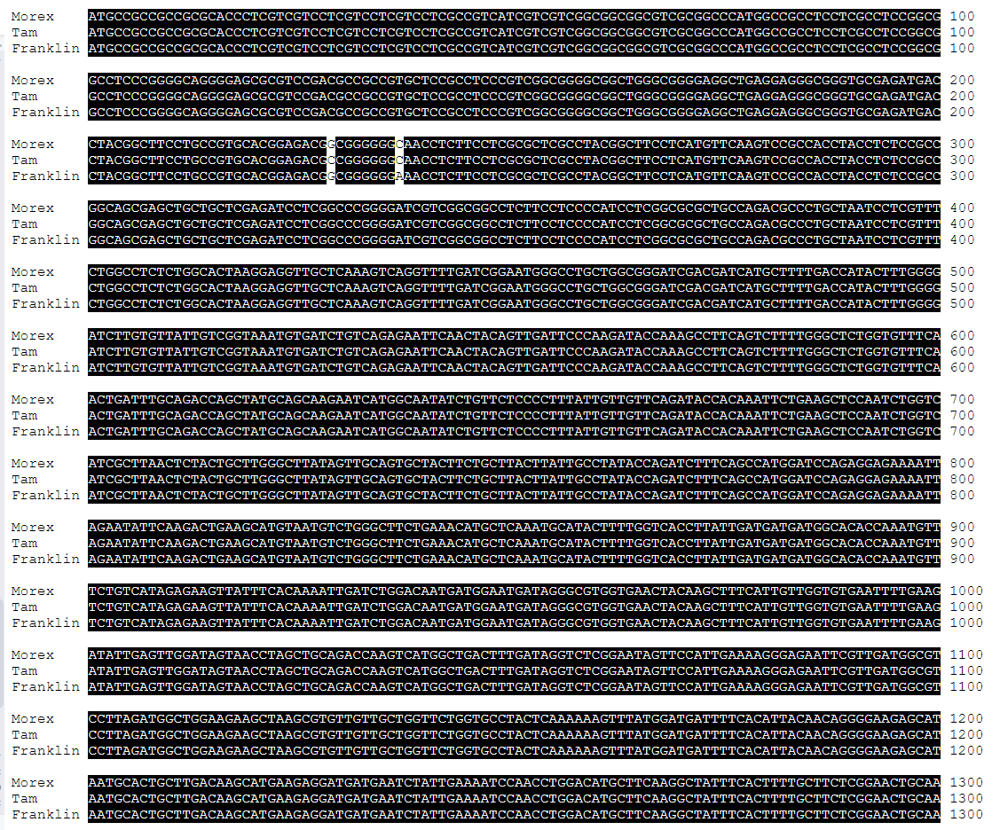 Morex ATGCCGCCGCCGCGCACCCTCGTCGTCCTCGTCCTCGTCCTCGCCGTCATCGTCGTCGGCGGCGGCGTCGCGGCCCATGGCCGCCTCCTCGCCTCCGGCG 100
Tam ATGCCGCCGCCGCGCACCCTCGTCGTCCTCGTCCTCGTCCTCGCCGTCATCGTCGTCGGCGGCGGCGTCGCGGCCCATGGCCGCCTCCTCGCCTCCGGCG 100
Franklin ATGCCGCCGCCGCGCACCCTCGTCGTCCTCGTCCTCGTCCTCGCCGTCATCGTCGTCGGCGGCGGCGTCGCGGCCCATGGCCGCCTCCTCGCCTCCGGCG 100
Morex GCCTCCCGGGGCAGGGGAGCGCGTCCGACGCCGCCGTGCTCCGCCTCCCGTCGGCGGGGCGGCTGGGCGGGGAGGCTGAGGAGGGCGGGTGCGAGATGAC 200
Tam GCCTCCCGGGGCAGGGGAGCGCGTCCGACGCCGCCGTGCTCCGCCTCCCGTCGGCGGGGCGGCTGGGCGGGGAGGCTGAGGAGGGCGGGTGCGAGATGAC 200
Franklin GCCTCCCGGGGCAGGGGAGCGCGTCCGACGCCGCCGTGCTCCGCCTCCCGTCGGCGGGGCGGCTGGGCGGGGAGGCTGAGGAGGGCGGGTGCGAGATGAC 200
Morex CTACGGCTTCCTGCCGTGCACGGAGACGGCGGGGGGCAACCTCTTCCTCGCGCTCGCCTACGGCTTCCTCATGTTCAAGTCCGCCACCTACCTCTCCGCC 300
Tam CTACGGCTTCCTGCCGTGCACGGAGACGCCGGGGGGCAACCTCTTCCTCGCGCTCGCCTACGGCTTCCTCATGTTCAAGTCCGCCACCTACCTCTCCGCC 300
Franklin CTACGGCTTCCTGCCGTGCACGGAGACGGCGGGGGGAAACCTCTTCCTCGCGCTCGCCTACGGCTTCCTCATGTTCAAGTCCGCCACCTACCTCTCCGCC 300
Morex GGCAGCGAGCTGCTGCTCGAGATCCTCGGCCCGGGGATCGTCGGCGGCCTCTTCCTCCCCATCCTCGGCGCGCTGCCAGACGCCCTGCTAATCCTCGTTT 400
Tam GGCAGCGAGCTGCTGCTCGAGATCCTCGGCCCGGGGATCGTCGGCGGCCTCTTCCTCCCCATCCTCGGCGCGCTGCCAGACGCCCTGCTAATCCTCGTTT 400
Franklin GGCAGCGAGCTGCTGCTCGAGATCCTCGGCCCGGGGATCGTCGGCGGCCTCTTCCTCCCCATCCTCGGCGCGCTGCCAGACGCCCTGCTAATCCTCGTTT 400
Morex CTGGCCTCTCTGGCACTAAGGAGGTTGCTCAAAGTCAGGTTTTGATCGGAATGGGCCTGCTGGCGGGATCGACGATCATGCTTTTGACCATACTTTGGGG 500
Tam CTGGCCTCTCTGGCACTAAGGAGGTTGCTCAAAGTCAGGTTTTGATCGGAATGGGCCTGCTGGCGGGATCGACGATCATGCTTTTGACCATACTTTGGGG 500
Franklin CTGGCCTCTCTGGCACTAAGGAGGTTGCTCAAAGTCAGGTTTTGATCGGAATGGGCCTGCTGGCGGGATCGACGATCATGCTTTTGACCATACTTTGGGG 500
Morex ATCTTGTGTTATTGTCGGTAAATGTGATCTGTCAGAGAATTCAACTACAGTTGATTCCCAAGATACCAAAGCCTTCAGTCTTTTGGGCTCTGGTGTTTCA 600
Tam ATCTTGTGTTATTGTCGGTAAATGTGATCTGTCAGAGAATTCAACTACAGTTGATTCCCAAGATACCAAAGCCTTCAGTCTTTTGGGCTCTGGTGTTTCA 600
Franklin ATCTTGTGTTATTGTCGGTAAATGTGATCTGTCAGAGAATTCAACTACAGTTGATTCCCAAGATACCAAAGCCTTCAGTCTTTTGGGCTCTGGTGTTTCA 600
Morex ACTGATTTGCAGACCAGCTATGCAGCAAGAATCATGGCAATATCTGTTCTCCCCTTTATTGTTGTTCAGATACCACAAATTCTGAAGCTCCAATCTGGTC 700
Tam ACTGATTTGCAGACCAGCTATGCAGCAAGAATCATGGCAATATCTGTTCTCCCCTTTATTGTTGTTCAGATACCACAAATTCTGAAGCTCCAATCTGGTC 700
Franklin ACTGATTTGCAGACCAGCTATGCAGCAAGAATCATGGCAATATCTGTTCTCCCCTTTATTGTTGTTCAGATACCACAAATTCTGAAGCTCCAATCTGGTC 700
Morex ATCGCTTAACTCTACTGCTTGGGCTTATAGTTGCAGTGCTACTTCTGCTTACTTATTGCCTATACCAGATCTTTCAGCCATGGATCCAGAGGAGAAAATT 800
Tam ATCGCTTAACTCTACTGCTTGGGCTTATAGTTGCAGTGCTACTTCTGCTTACTTATTGCCTATACCAGATCTTTCAGCCATGGATCCAGAGGAGAAAATT 800
Franklin ATCGCTTAACTCTACTGCTTGGGCTTATAGTTGCAGTGCTACTTCTGCTTACTTATTGCCTATACCAGATCTTTCAGCCATGGATCCAGAGGAGAAAATT 800
Morex AGAATATTCAAGACTGAAGCATGTAATGTCTGGGCTTCTGAAACATGCTCAAATGCATACTTTTGGTCACCTTATTGATGATGATGGCACACCAAATGTT 900
Tam AGAATATTCAAGACTGAAGCATGTAATGTCTGGGCTTCTGAAACATGCTCAAATGCATACTTTTGGTCACCTTATTGATGATGATGGCACACCAAATGTT 900
Franklin AGAATATTCAAGACTGAAGCATGTAATGTCTGGGCTTCTGAAACATGCTCAAATGCATACTTTTGGTCACCTTATTGATGATGATGGCACACCAAATGTT 900
Morex TCTGTCATAGAGAAGTTATTTCACAAAATTGATCTGGACAATGATGGAATGATAGGGCGTGGTGAACTACAAGCTTTCATTGTTGGTGTGAATTTTGAAG 1000
Tam TCTGTCATAGAGAAGTTATTTCACAAAATTGATCTGGACAATGATGGAATGATAGGGCGTGGTGAACTACAAGCTTTCATTGTTGGTGTGAATTTTGAAG 1000
Franklin TCTGTCATAGAGAAGTTATTTCACAAAATTGATCTGGACAATGATGGAATGATAGGGCGTGGTGAACTACAAGCTTTCATTGTTGGTGTGAATTTTGAAG 1000
Morex ATATTGAGTTGGATAGTAACCTAGCTGCAGACCAAGTCATGGCTGACTTTGATAGGTCTCGGAATAGTTCCATTGAAAAGGGAGAATTCGTTGATGGCGT 1100
Tam ATATTGAGTTGGATAGTAACCTAGCTGCAGACCAAGTCATGGCTGACTTTGATAGGTCTCGGAATAGTTCCATTGAAAAGGGAGAATTCGTTGATGGCGT 1100
Franklin ATATTGAGTTGGATAGTAACCTAGCTGCAGACCAAGTCATGGCTGACTTTGATAGGTCTCGGAATAGTTCCATTGAAAAGGGAGAATTCGTTGATGGCGT 1100
Morex CCTTAGATGGCTGGAAGAAGCTAAGCGTGTTGTTGCTGGTTCTGGTGCCTACTCAAAAAAGTTTATGGATGATTTTCACATTACAACAGGGGAAGAGCAT 1200
Tam CCTTAGATGGCTGGAAGAAGCTAAGCGTGTTGTTGCTGGTTCTGGTGCCTACTCAAAAAAGTTTATGGATGATTTTCACATTACAACAGGGGAAGAGCAT 1200
Franklin CCTTAGATGGCTGGAAGAAGCTAAGCGTGTTGTTGCTGGTTCTGGTGCCTACTCAAAAAAGTTTATGGATGATTTTCACATTACAACAGGGGAAGAGCAT 1200
Morex AATGCACTGCTTGACAAGCATGAAGAGGATGATGAATCTATTGAAAATCCAACCTGGACATGCTTCAAGGCTATTTCACTTTTGCTTCTCGGAACTGCAA 1300
Tam AATGCACTGCTTGACAAGCATGAAGAGGATGATGAATCTATTGAAAATCCAACCTGGACATGCTTCAAGGCTATTTCACTTTTGCTTCTCGGAACTGCAA 1300
Franklin AATGCACTGCTTGACAAGCATGAAGAGGATGATGAATCTATTGAAAATCCAACCTGGACATGCTTCAAGGCTATTTCACTTTTGCTTCTCGGAACTGCAA 1300